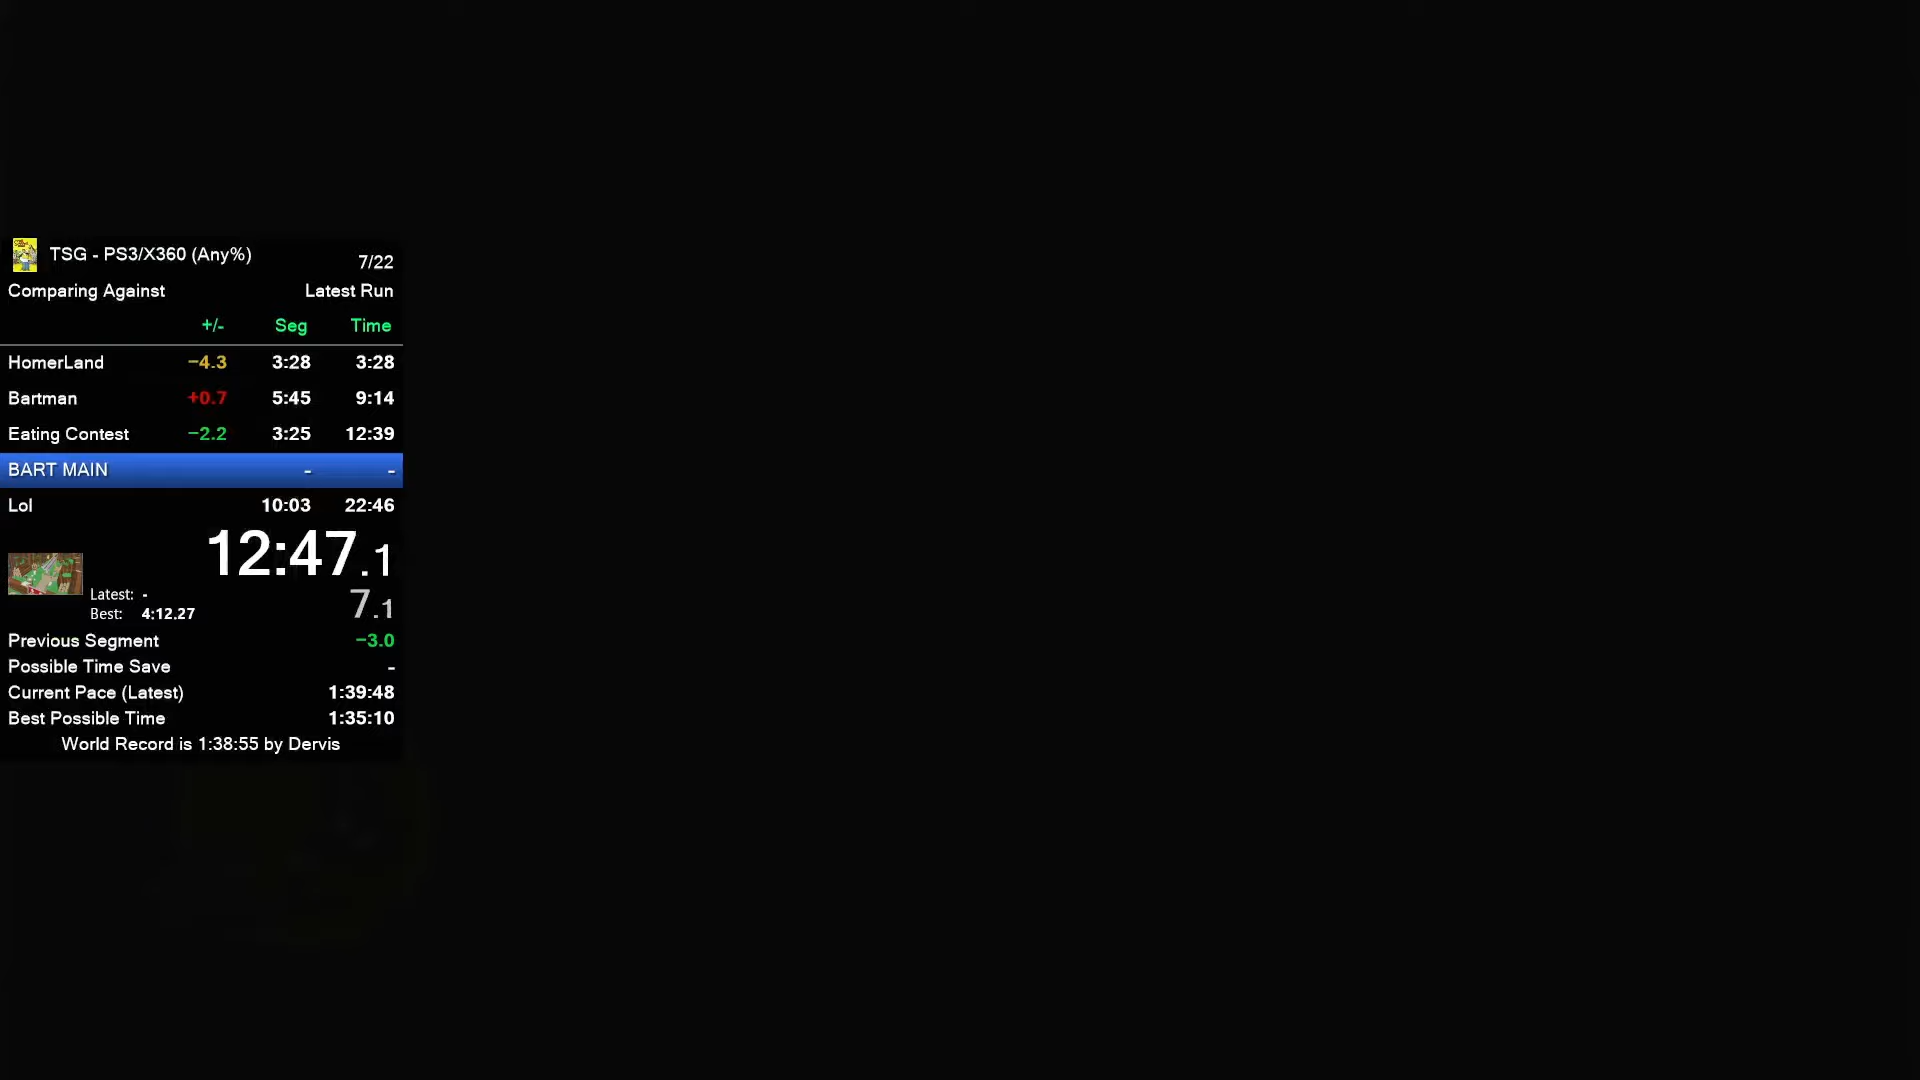 TSG - PS3/X360 (Any%)
7/22
Comparing Against Latest Run
+/- Seg Time
HomerLand −4.3 3:28 3:28
Bartman +0.7 5:45 9:14
Eating Contest −2.2 3:25 12:39
BART MAIN - -
Lol 10:03 22:46
12:47.1
7.1
Latest: -
Best: 4:12.27
Previous Segment −3.0
Possible Time Save -
Current Pace (Latest) 1:39:48
Best Possible Time 1:35:10
World Record is 1:38:55 by Dervis